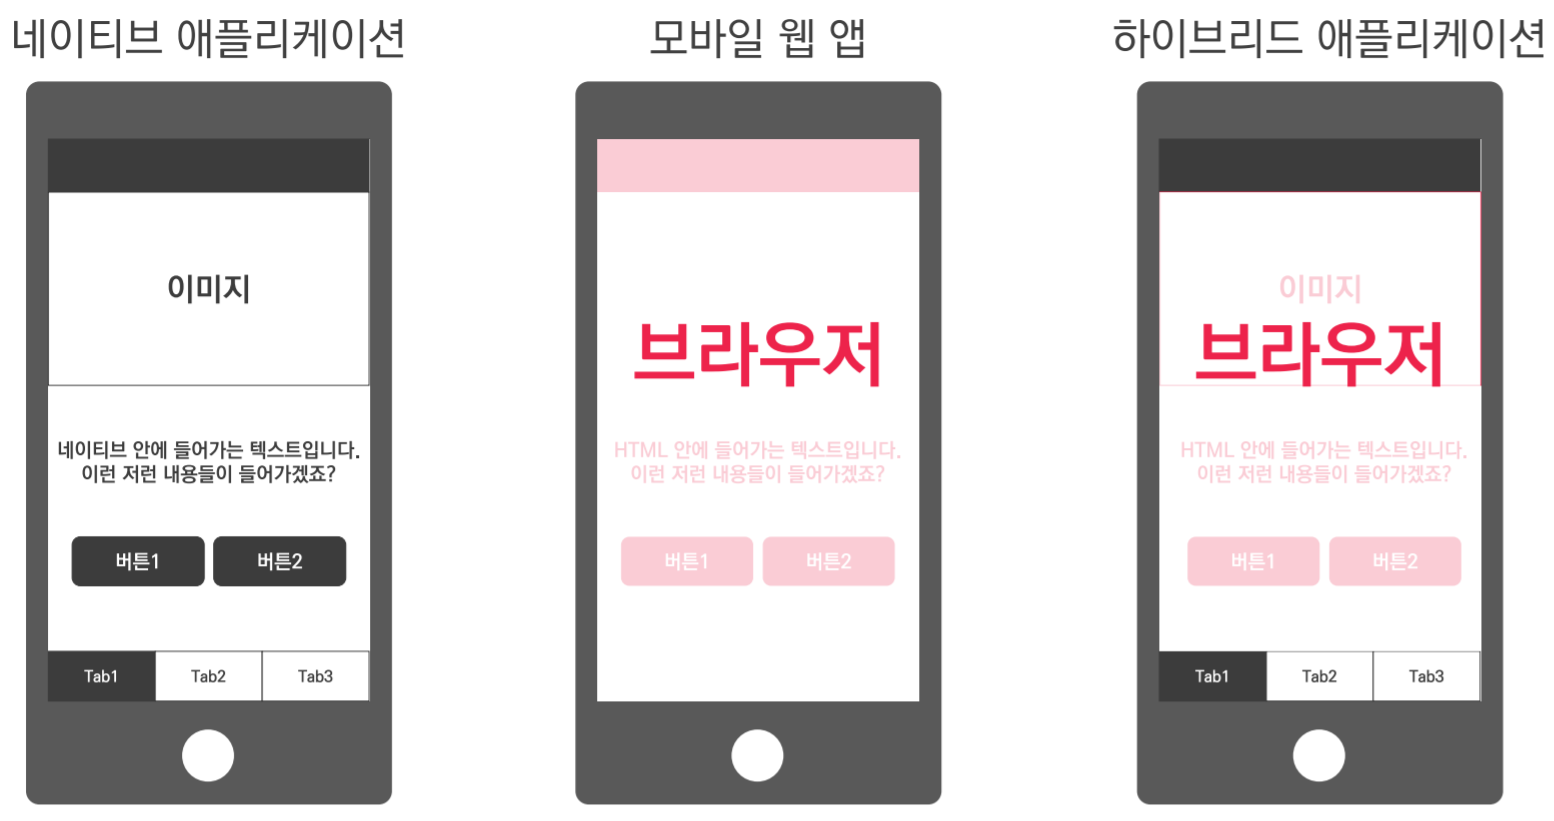 네이티브 애플리케이션
이미지
네이티브 안에 들어가는 텍스트입니다.
이런 저런 내용들이 들어가겠죠?
버튼1
버튼2
Tab1
Tab2
Tab3
모바일 웹 앱
브라우저
HTML 안에 들어가는 텍스트입니다.
이런 저런 내용들이 들어가겠죠?
버튼1
버튼2
하이브리드 애플리케이션
이미지
브라우저
HTML 안에 들어가는 텍스트입니다.
이런 저런 내용들이 들어가겠죠?
버튼1
버튼2
Tab1
Tab2
Tab3